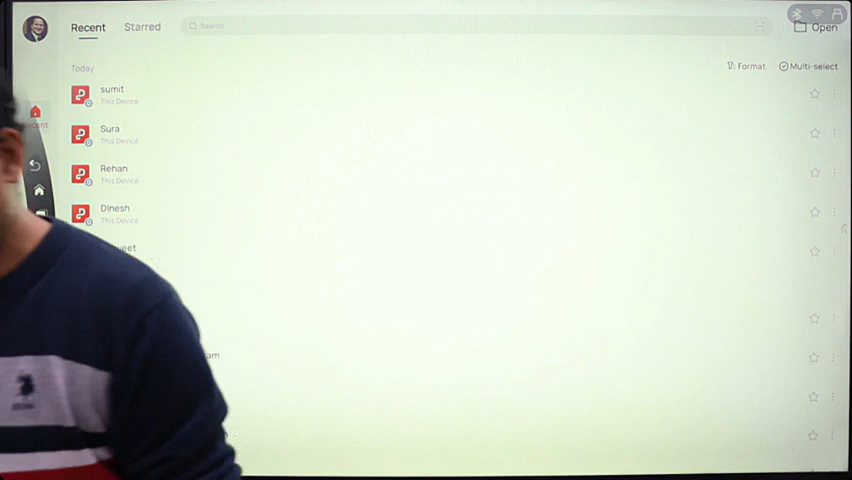 Recent Starred Search Open
Today Format Multi-select
sumit
This Device
Sura
This Device
Rehan
This Device
DInesh
This Device